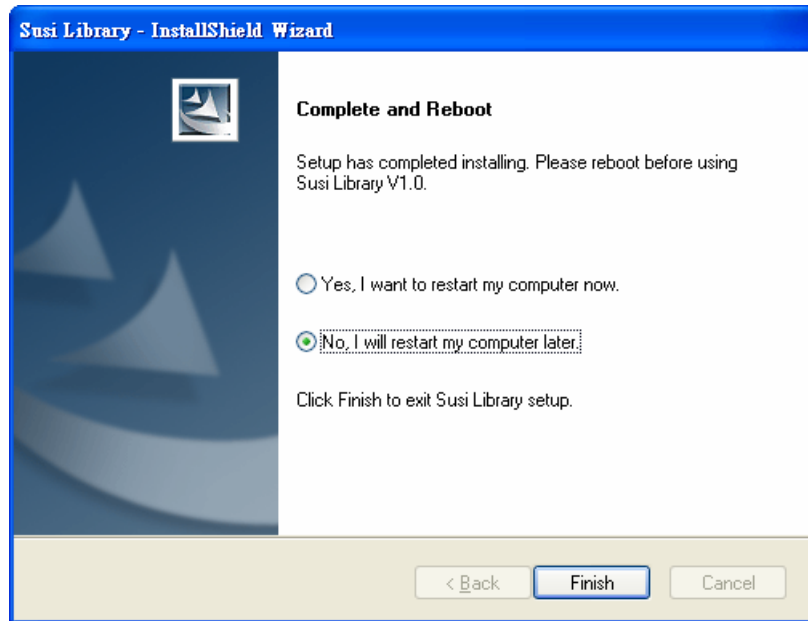 Susi Library - InstallShield Wizard
Complete and Reboot
Setup has completed installing. Please reboot before using
Susi Library V1.0.
Yes, I want to restart my computer now.
No, I will restart my computer later.
Click Finish to exit Susi Library setup.
< Back Finish Cancel